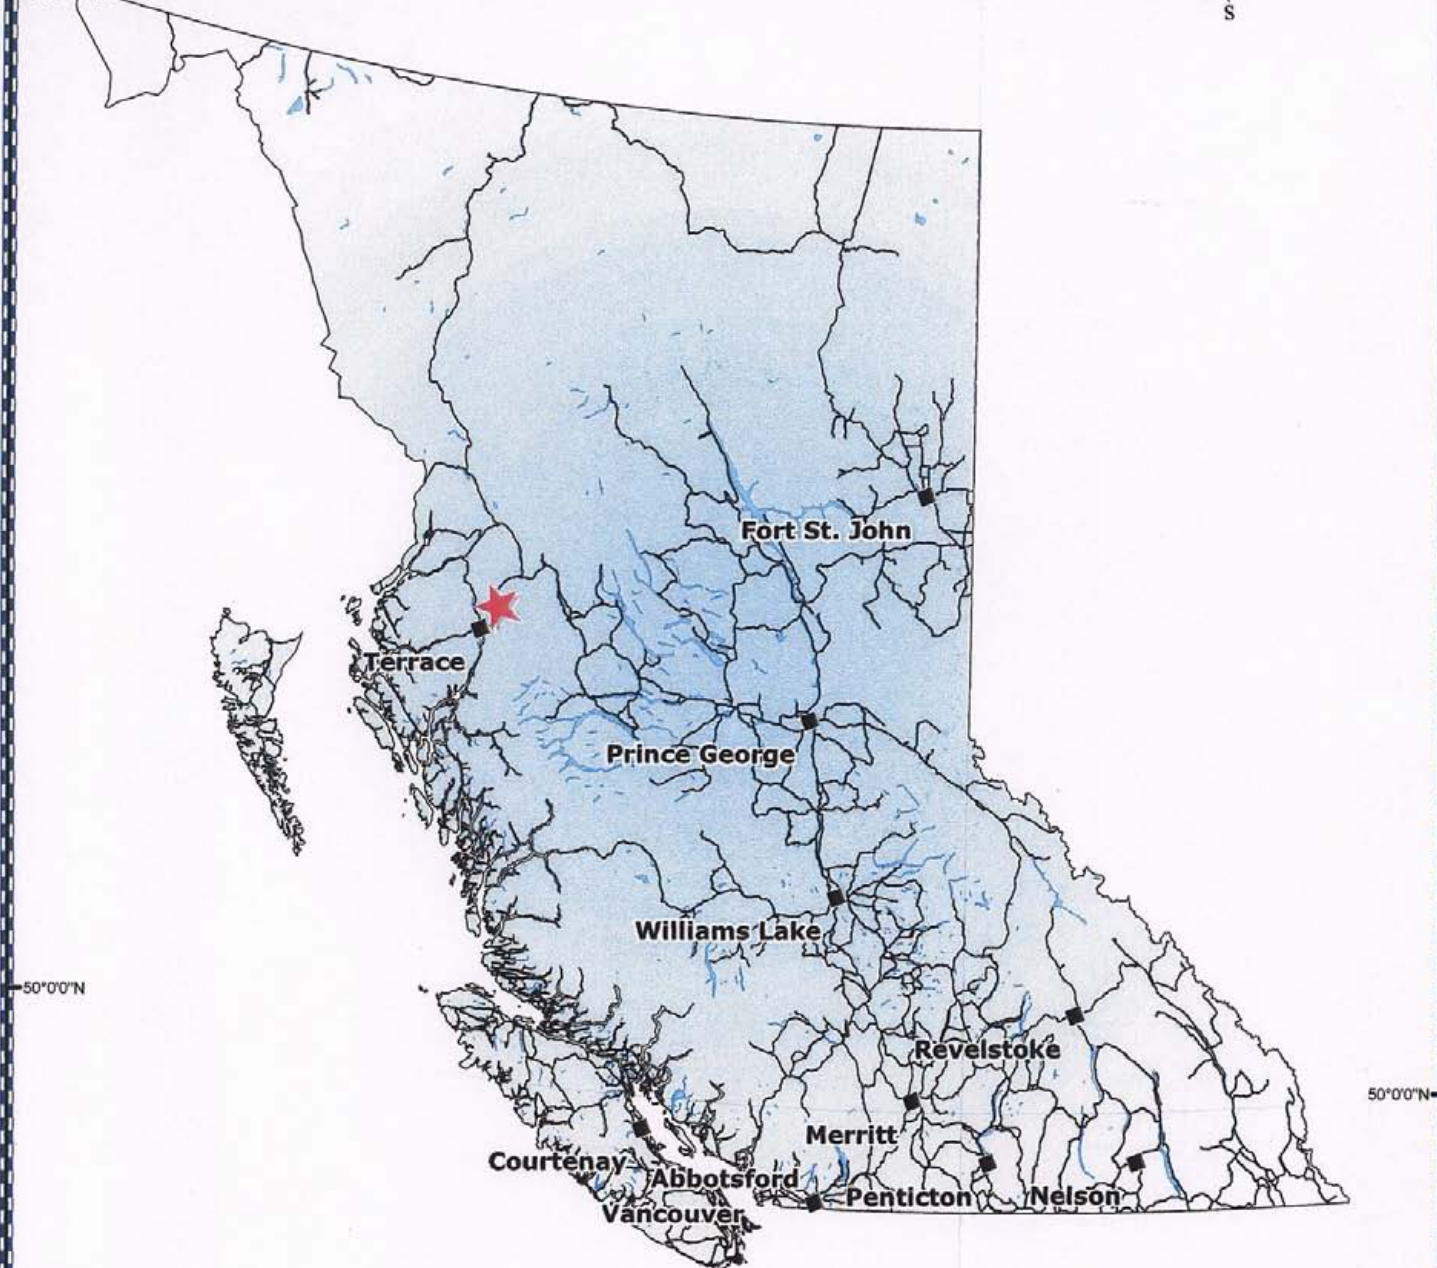 S
Fort St. John
Terrace
Prince George
Williams Lake
50°0'0"N
Revelstoke
50°0'0"N
Merritt
Courtenay
Abbotsford
Penticton
Nelson
Vancouver